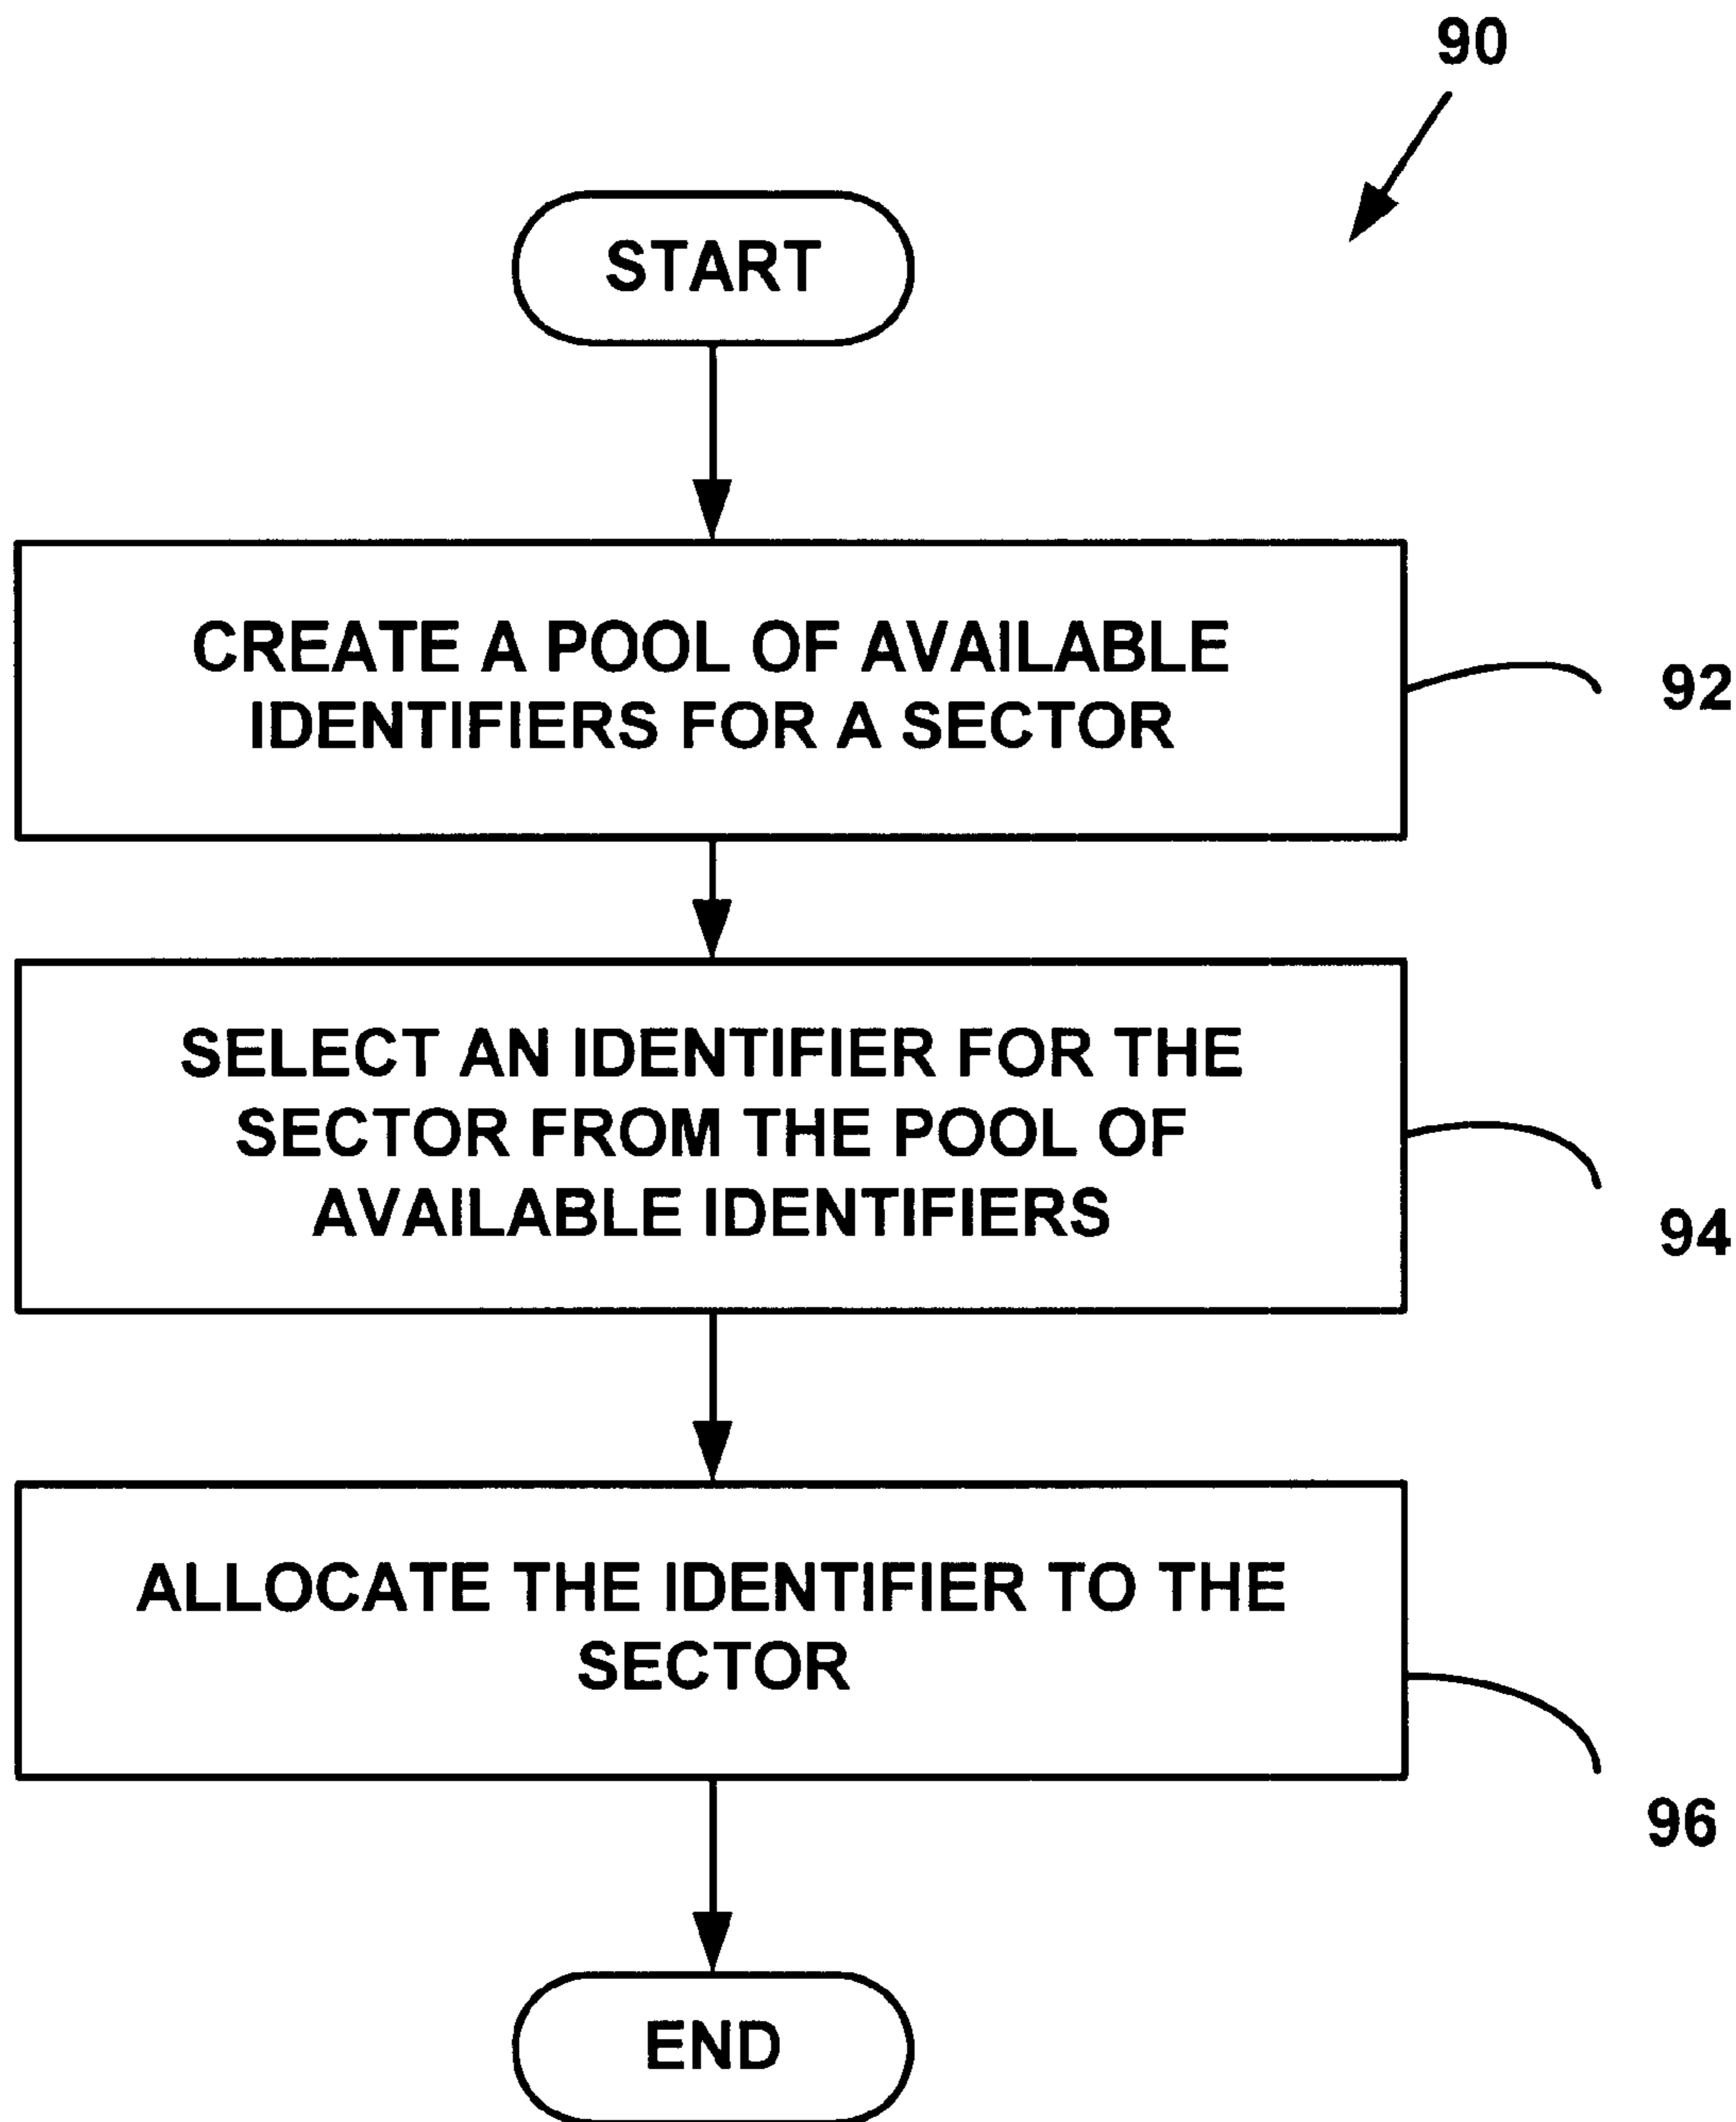 90
START
CREATE A POOL OF AVAILABLE
IDENTIFIERS FOR A SECTOR
92
SELECT AN IDENTIFIER FOR THE
SECTOR FROM THE POOL OF
AVAILABLE IDENTIFIERS
94
ALLOCATE THE IDENTIFIER TO THE
SECTOR
96
END